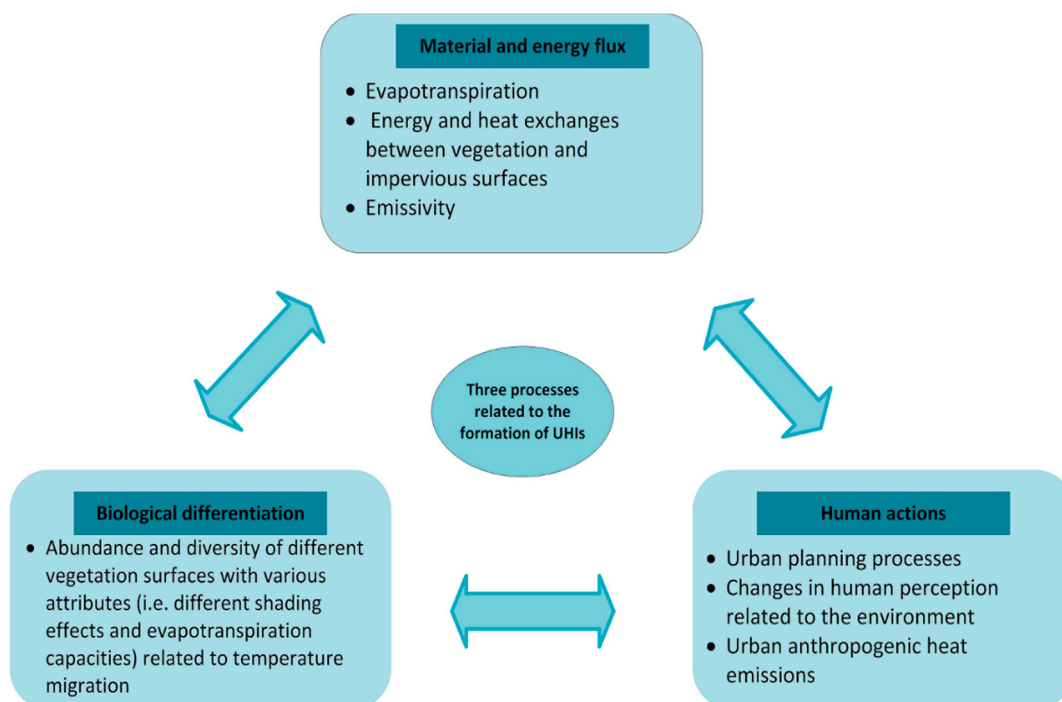 Material and energy flux
• Evapotranspiration
• Energy and heat exchanges
between vegetation and
impervious surfaces
• Emissivity
Three processes
related to the
formation of UHIs
Biological differentiation
• Abundance and diversity of different
vegetation surfaces with various
attributes (i.e. different shading
effects and evapotranspiration
capacities) related to temperature
migration
Human actions
• Urban planning processes
• Changes in human perception
related to the environment
• Urban anthropogenic heat
emissions